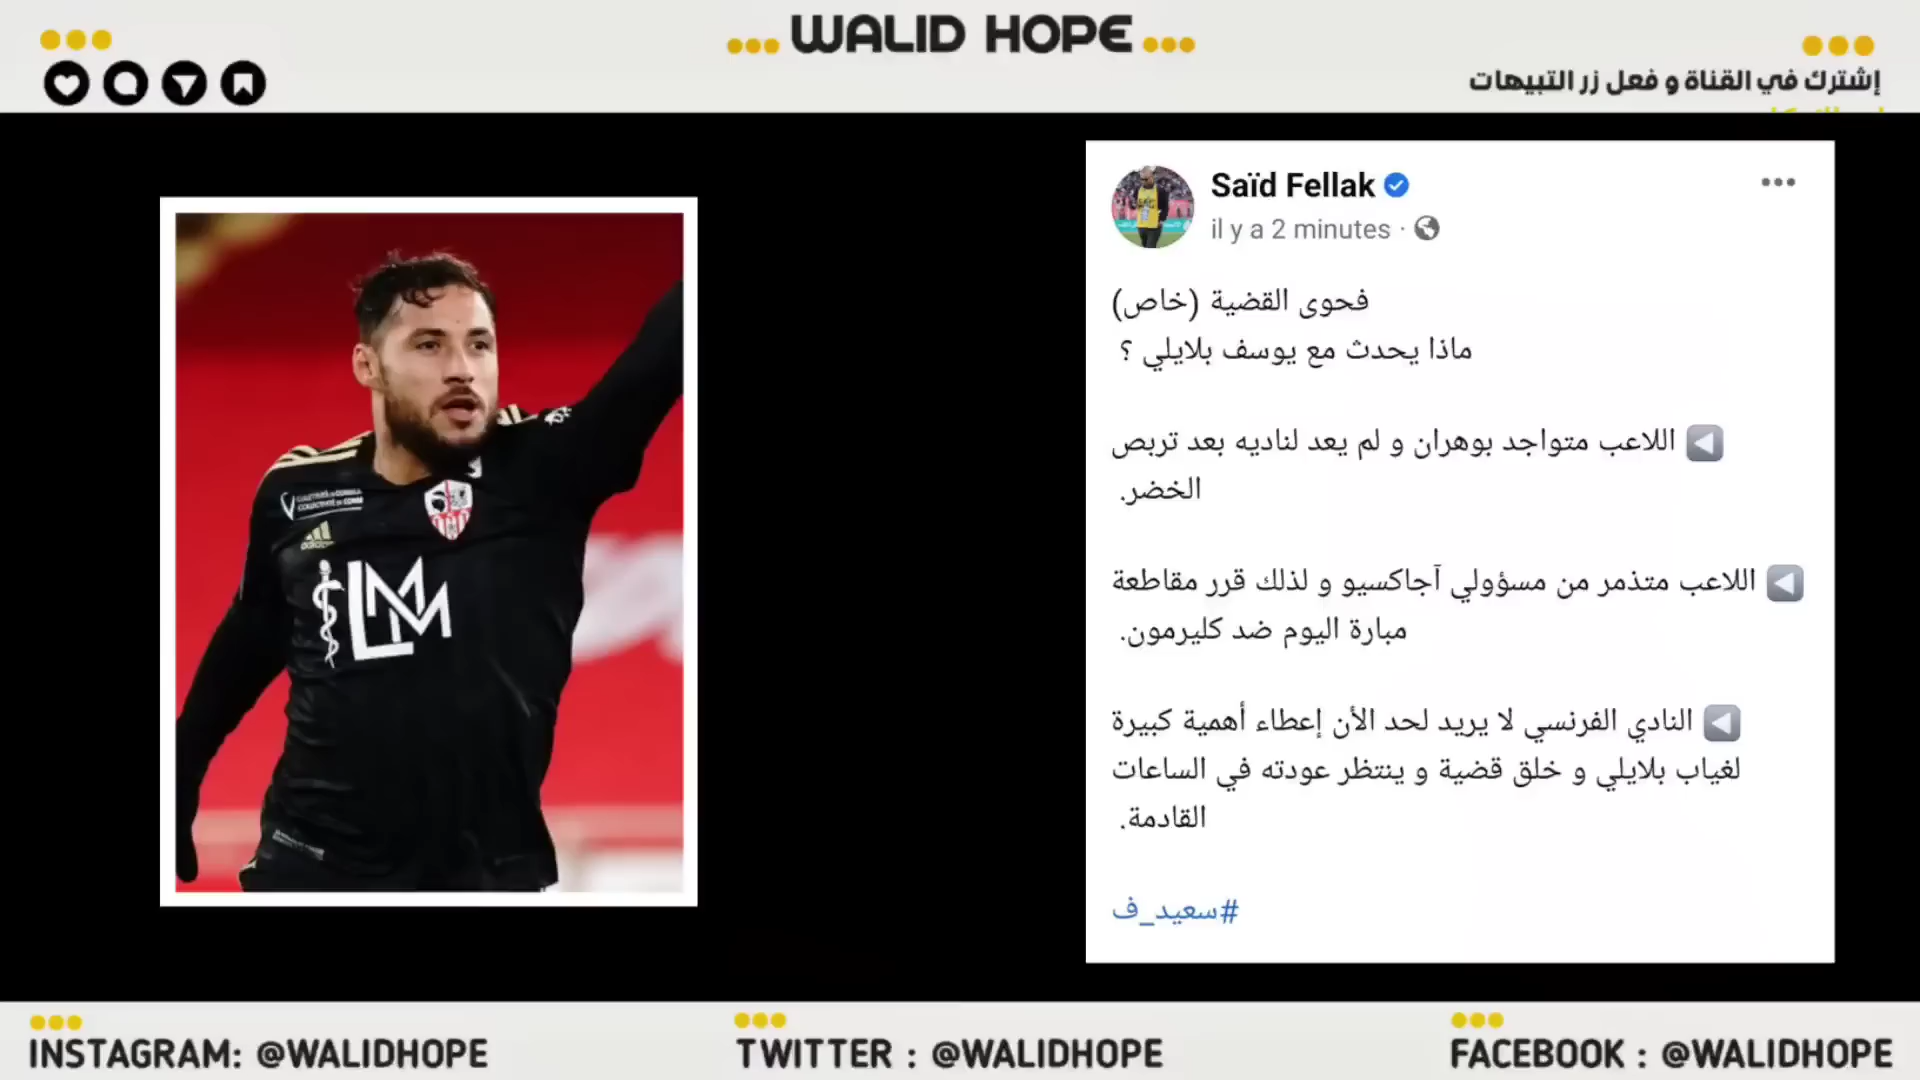 WALID HOPE
إشترك في القناة و فعل زر التبيهات
Saïd Fellak
il y a 2 minutes ·
فحوى القضية (خاص)
ماذا يحدث مع يوسف بلايلي ؟
اللاعب متواجد بوهران و لم يعد لناديه بعد تربص
الخضر.
اللاعب متذمر من مسؤولي آجاكسيو و لذلك قرر مقاطعة
مبارة اليوم ضد كليرمون.
النادي الفرنسي لا يريد لحد الأن إعطاء أهمية كبيرة
لغياب بلايلي و خلق قضية و ينتظر عودته في الساعات
القادمة.
#سعيد_ف
adidas
LM
INSTAGRAM: @WALIDHOPE
TWITTER : @WALIDHOPE
FACEBOOK : @WALIDHOPE